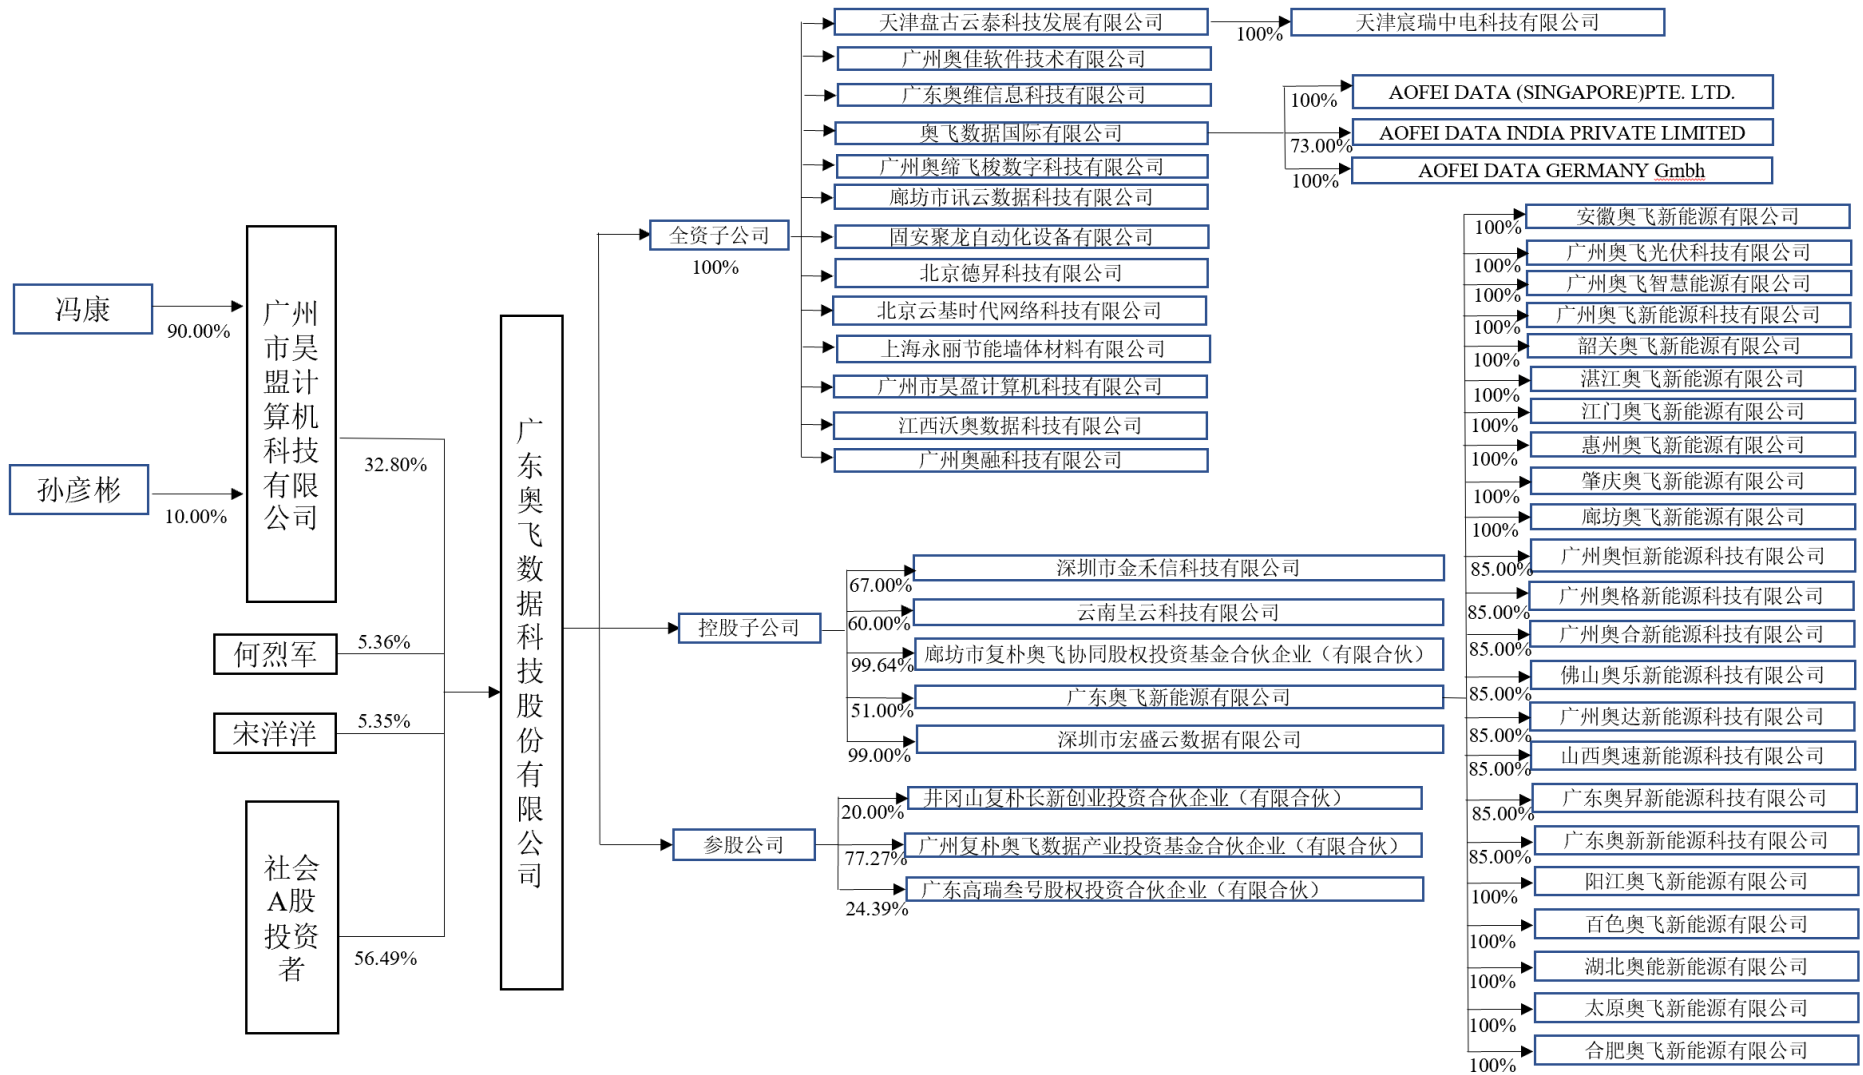 冯康
90.00%
孙彦彬
10.00%
广州
市昊
盟计
算机
科技
有限
公司
32.80%
何烈军
5.36%
宋洋洋
5.35%
社会
A股
投资
者
56.49%
广
东
奥
飞
数
据
科
技
股
份
有
限
公
司
全资子公司
100%
天津盘古云泰科技发展有限公司
100%
天津宸瑞中电科技有限公司
广州奥佳软件技术有限公司
广东奥维信息科技有限公司
奥飞数据国际有限公司
100%
AOFEI DATA (SINGAPORE)PTE. LTD.
73.00%
AOFEI DATA INDIA PRIVATE LIMITED
100%
AOFEI DATA GERMANY Gmbh
广州奥缔飞梭数字科技有限公司
廊坊市讯云数据科技有限公司
固安聚龙自动化设备有限公司
北京德昇科技有限公司
北京云基时代网络科技有限公司
上海永丽节能墙体材料有限公司
广州市昊盈计算机科技有限公司
江西沃奥数据科技有限公司
广州奥融科技有限公司
控股子公司
67.00%
深圳市金禾信科技有限公司
60.00%
云南呈云科技有限公司
99.64%
廊坊市复朴奥飞协同股权投资基金合伙企业（有限合伙）
51.00%
广东奥飞新能源有限公司
99.00%
深圳市宏盛云数据有限公司
参股公司
20.00%
井冈山复朴长新创业投资合伙企业（有限合伙）
77.27%
广州复朴奥飞数据产业投资基金合伙企业（有限合伙）
24.39%
广东高瑞叁号股权投资合伙企业（有限合伙）
100%
安徽奥飞新能源有限公司
100%
广州奥飞光伏科技有限公司
100%
广州奥飞智慧能源有限公司
100%
广州奥飞新能源科技有限公司
100%
韶关奥飞新能源有限公司
100%
湛江奥飞新能源有限公司
100%
江门奥飞新能源有限公司
100%
惠州奥飞新能源有限公司
100%
肇庆奥飞新能源有限公司
100%
廊坊奥飞新能源有限公司
85.00%
广州奥恒新能源科技有限公司
85.00%
广州奥格新能源科技有限公司
85.00%
广州奥合新能源科技有限公司
85.00%
佛山奥乐新能源科技有限公司
85.00%
广州奥达新能源科技有限公司
85.00%
山西奥速新能源科技有限公司
85.00%
广东奥昇新能源科技有限公司
85.00%
广东奥新新能源科技有限公司
100%
阳江奥飞新能源有限公司
100%
百色奥飞新能源有限公司
100%
湖北奥能新能源有限公司
100%
太原奥飞新能源有限公司
100%
合肥奥飞新能源有限公司